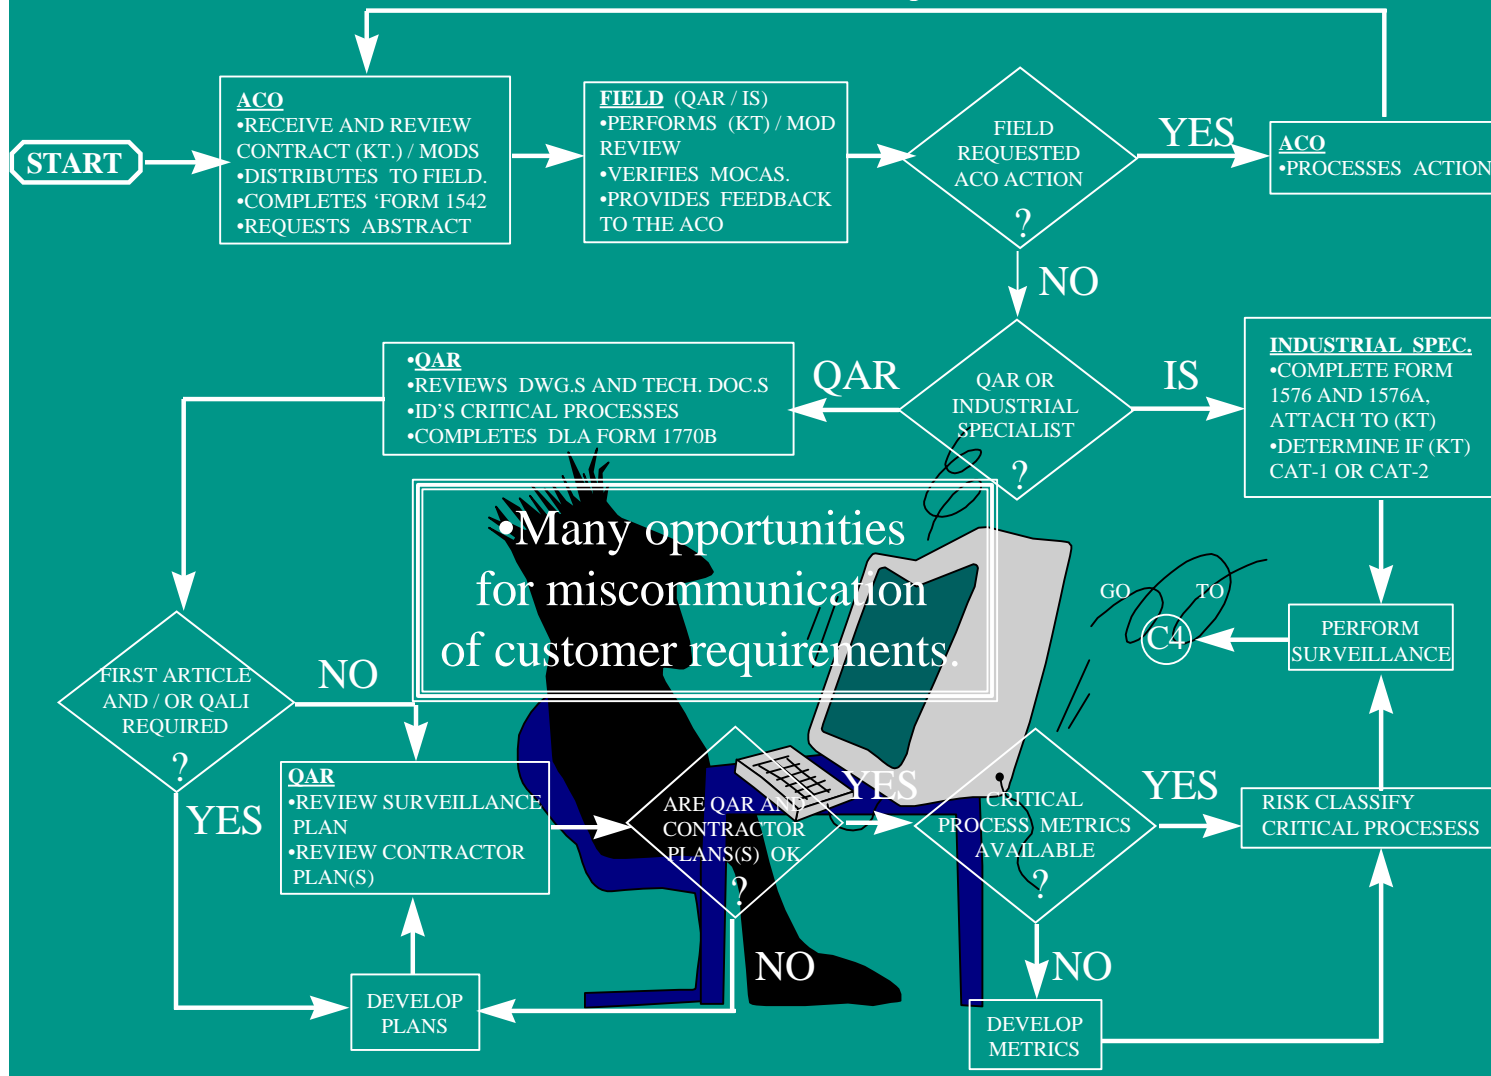 START
ACO
•RECEIVE AND REVIEW
CONTRACT (KT.) / MODS
•DISTRIBUTES TO FIELD.
•COMPLETES ‘FORM 1542
•REQUESTS ABSTRACT
FIELD (QAR / IS)
•PERFORMS (KT) / MOD
REVIEW
•VERIFIES MOCAS.
•PROVIDES FEEDBACK
TO THE ACO
FIELD
REQUESTED
ACO ACTION
?
YES
ACO
•PROCESSES ACTION
NO
QAR OR
INDUSTRIAL
SPECIALIST
?
QAR
IS
•QAR
•REVIEWS DWG.S AND TECH. DOC.S
•ID’S CRITICAL PROCESSES
•COMPLETES DLA FORM 1770B
INDUSTRIAL SPEC.
•COMPLETE FORM
1576 AND 1576A,
ATTACH TO (KT)
•DETERMINE IF (KT)
CAT-1 OR CAT-2
•Many opportunities
for miscommunication
of customer requirements.
GO TO
C4
PERFORM
SURVEILLANCE
FIRST ARTICLE
AND / OR QALI
REQUIRED
?
NO
YES
QAR
•REVIEW SURVEILLANCE
PLAN
•REVIEW CONTRACTOR
PLAN(S)
ARE QAR AND
CONTRACTOR
PLANS(S) OK
?
YES
NO
CRITICAL
PROCESS METRICS
AVAILABLE
?
YES
NO
RISK CLASSIFY
CRITICAL PROCESESS
DEVELOP
PLANS
DEVELOP
METRICS